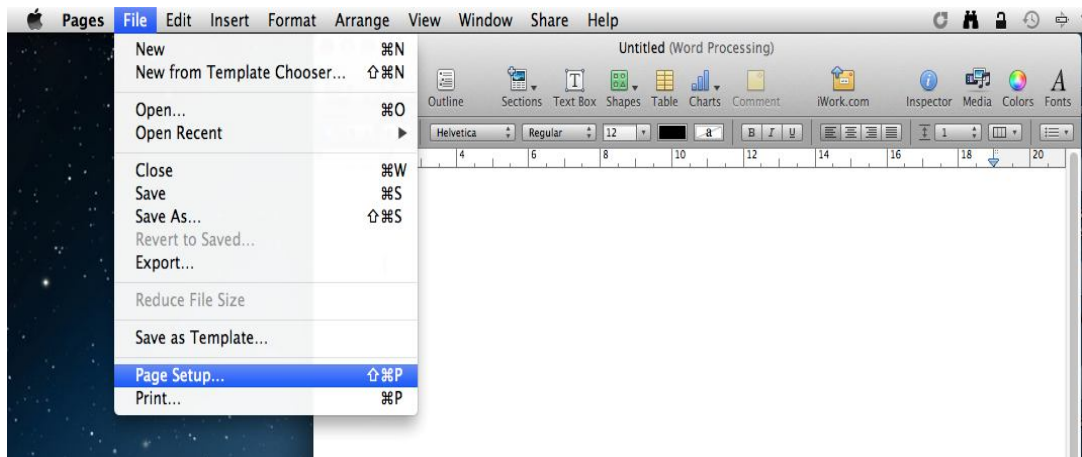 Pages File Edit Insert Format Arrange View Window Share Help
New ⌘N
New from Template Chooser... ⇧⌘N
Open... ⌘O
Open Recent ▶
Close ⌘W
Save ⌘S
Save As... ⇧⌘S
Revert to Saved...
Export...
Reduce File Size
Save as Template...
Page Setup... ⇧⌘P
Print... ⌘P
Untitled (Word Processing)
Outline Sections Text Box Shapes Table Charts Comment iWork.com Inspector Media Colors Fonts
Helvetica Regular 12 a B I U 1
4 6 8 10 12 14 16 18 20